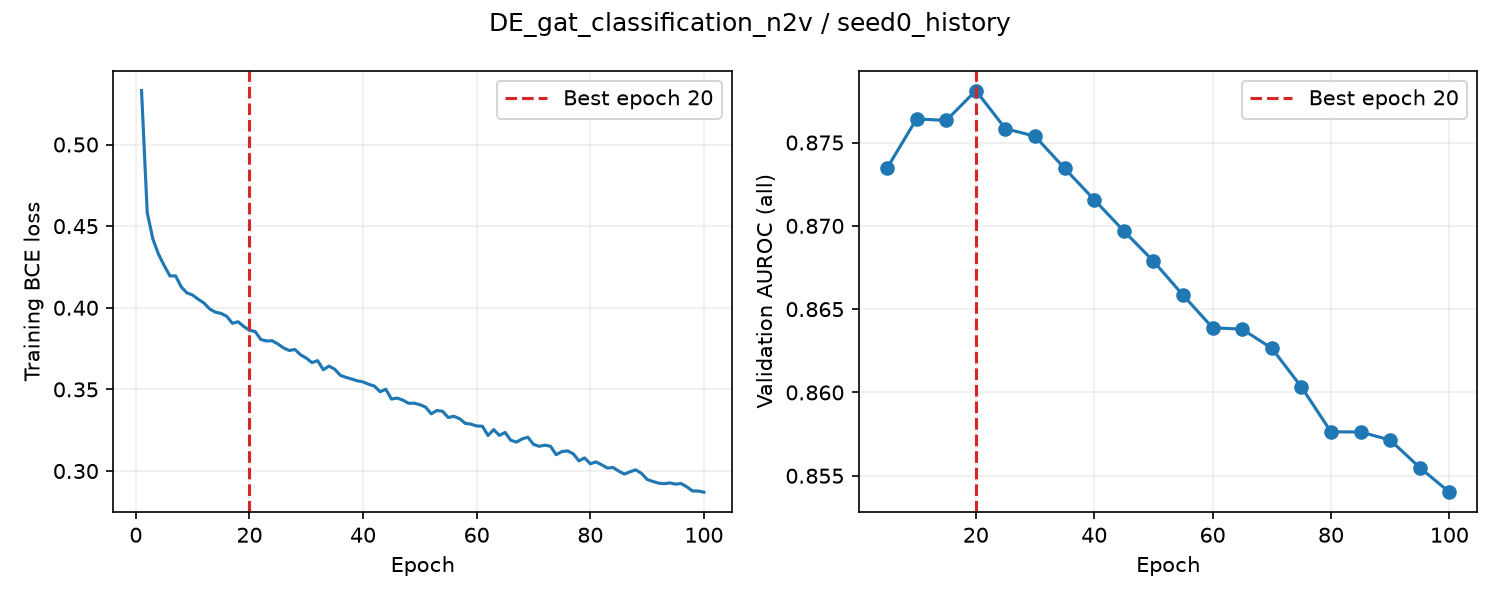 DE_gat_classification_n2v / seed0_history
Training BCE loss
0.50
0.45
0.40
0.35
0.30
Best epoch 20
0 20 40 60 80 100
Epoch
Validation AUROC (all)
0.875
0.870
0.865
0.860
0.855
Best epoch 20
20 40 60 80 100
Epoch